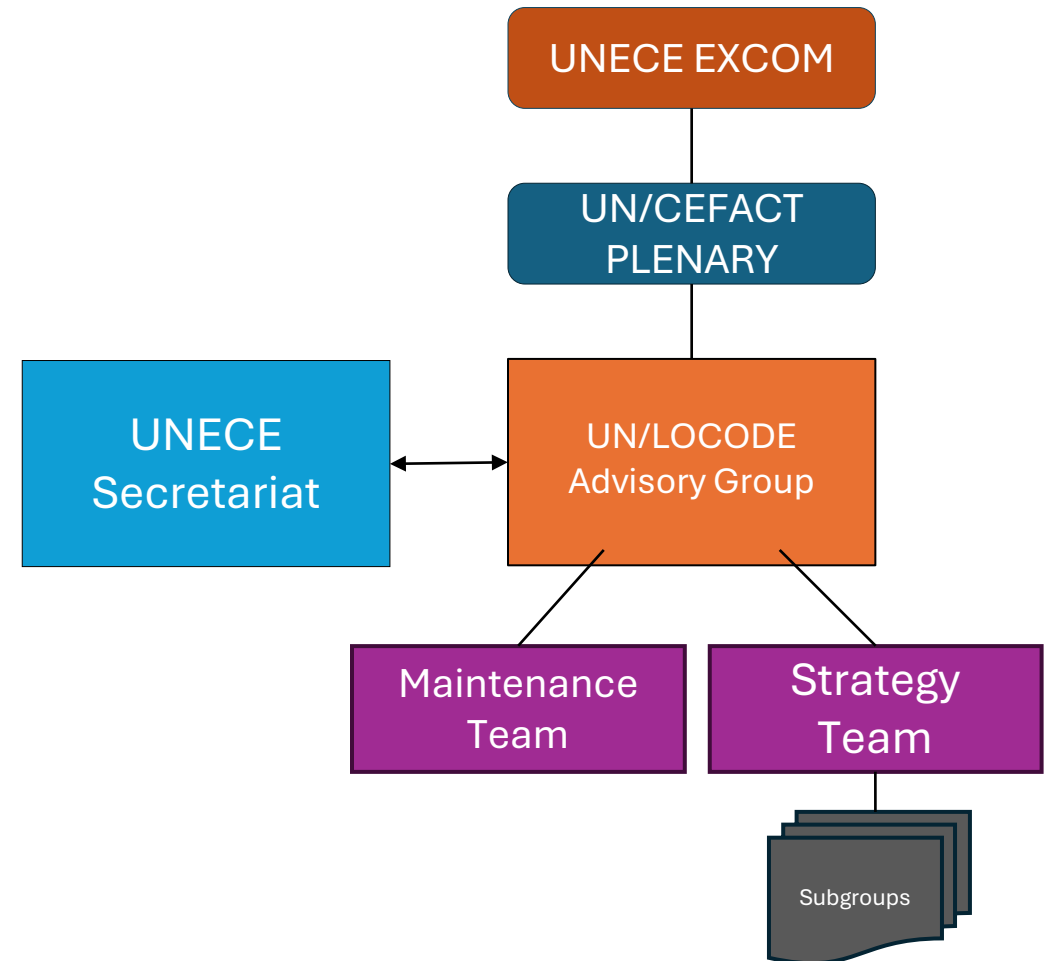 UNECE EXCOM
UN/CEFACT
PLENARY
UNECE
Secretariat
UN/LOCODE
Advisory Group
Maintenance
Team
Strategy
Team
Subgroups